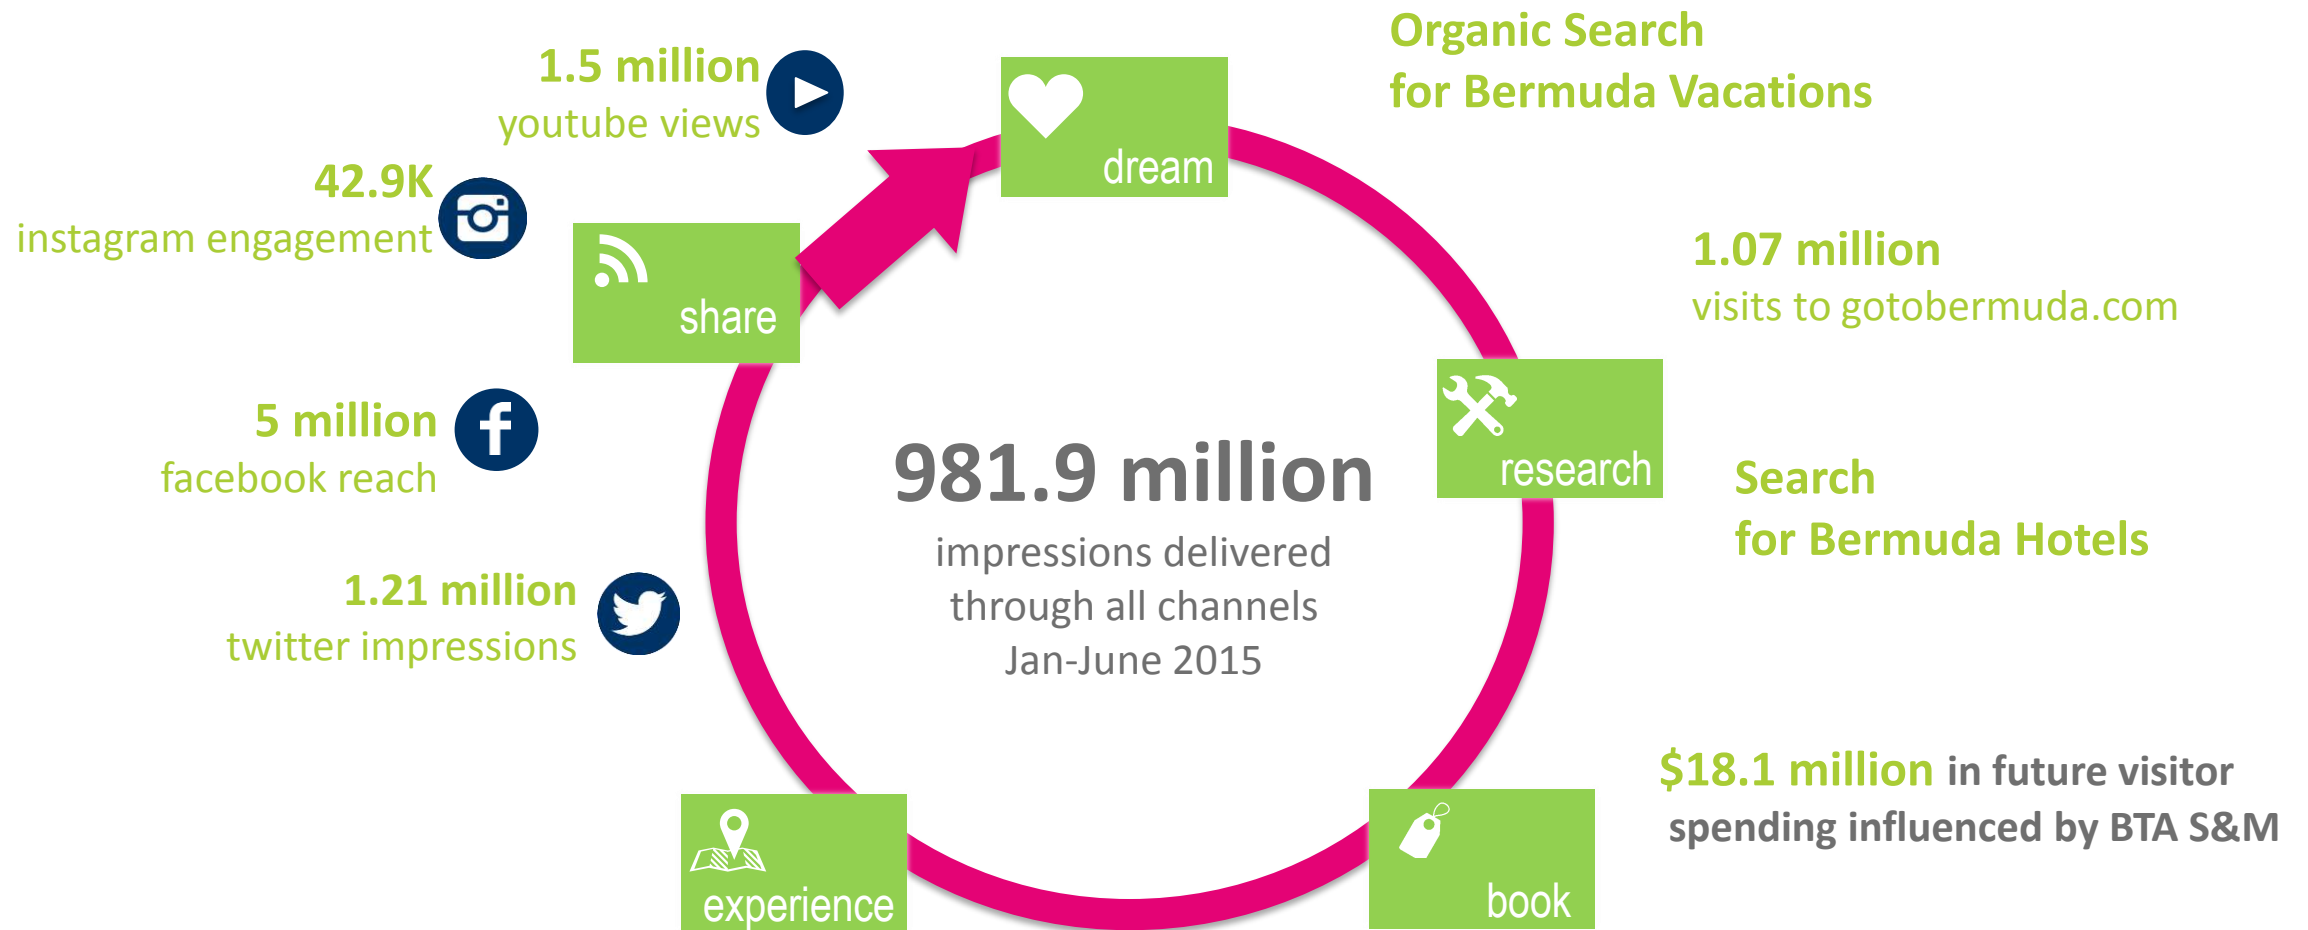 Organic Search
for Bermuda Vacations
1.5 million
youtube views
dream
42.9K
instagram engagement
share
1.07 million
visits to gotobermuda.com
5 million
facebook reach
research
981.9 million
impressions delivered
through all channels
Jan-June 2015
Search
for Bermuda Hotels
1.21 million
twitter impressions
$18.1 million in future visitor
spending influenced by BTA S&M
experience
book